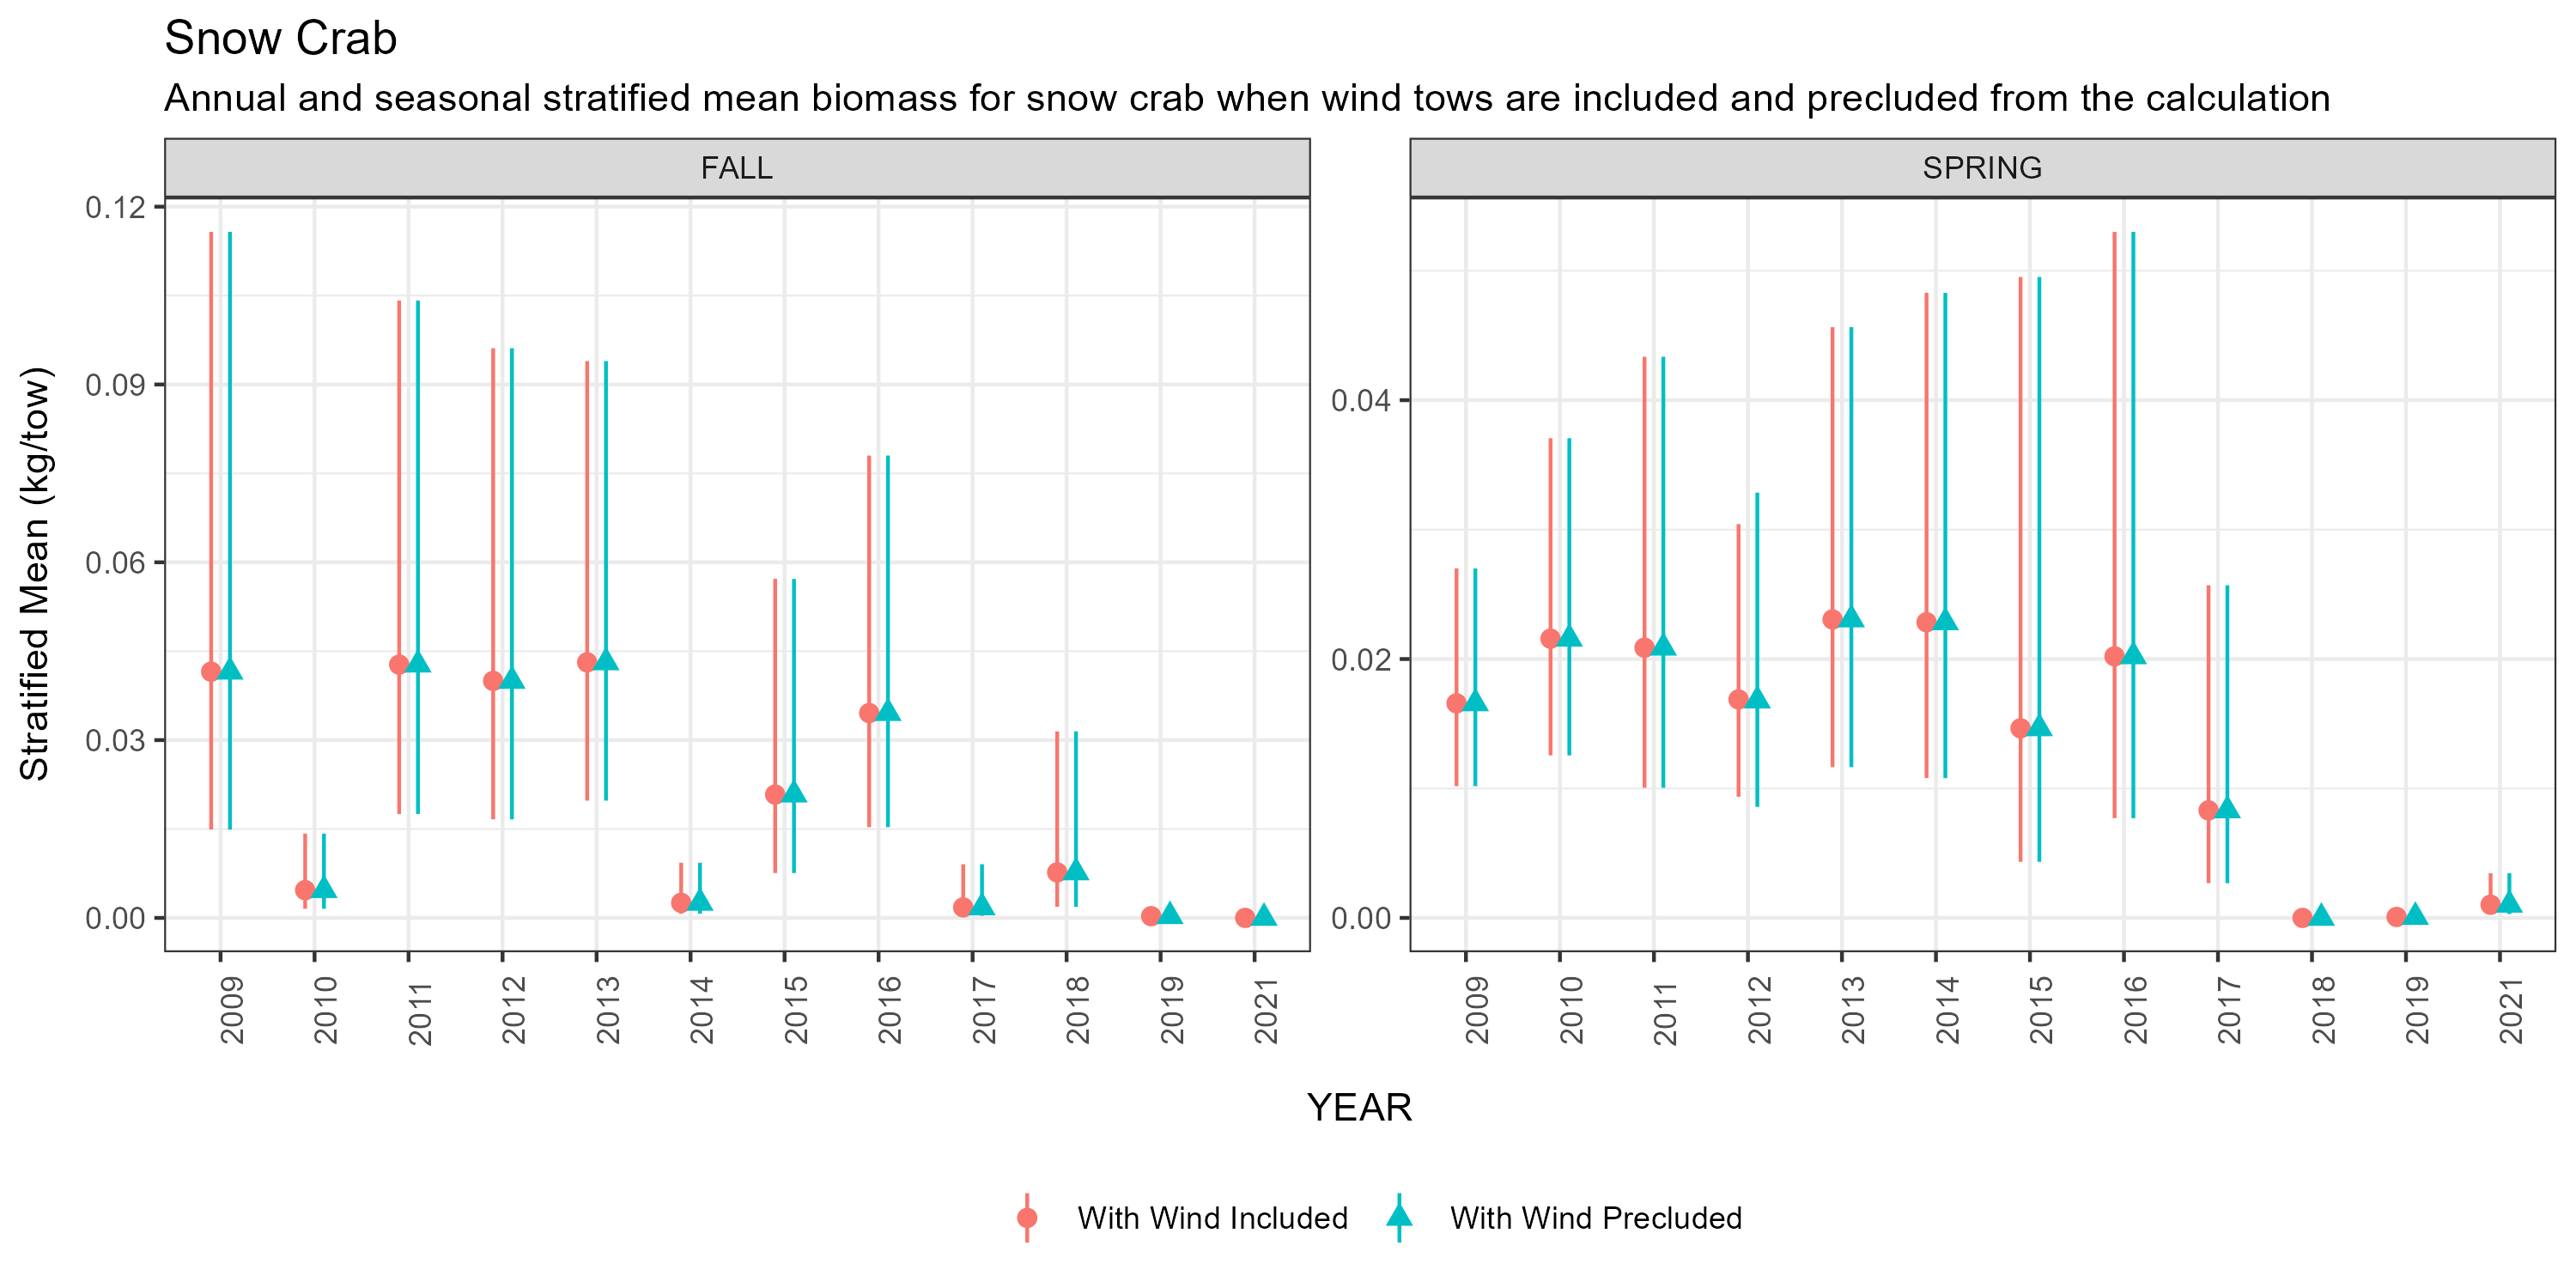 Snow Crab
Annual and seasonal stratified mean biomass for snow crab when wind tows are included and precluded from the calculation
FALL
SPRING
Stratified Mean (kg/tow)
0.12
0.09
0.06
0.03
0.00
0.04
0.02
0.00
2009 2010 2011 2012 2013 2014 2015 2016 2017 2018 2019 2021
2009 2010 2011 2012 2013 2014 2015 2016 2017 2018 2019 2021
YEAR
With Wind Included With Wind Precluded